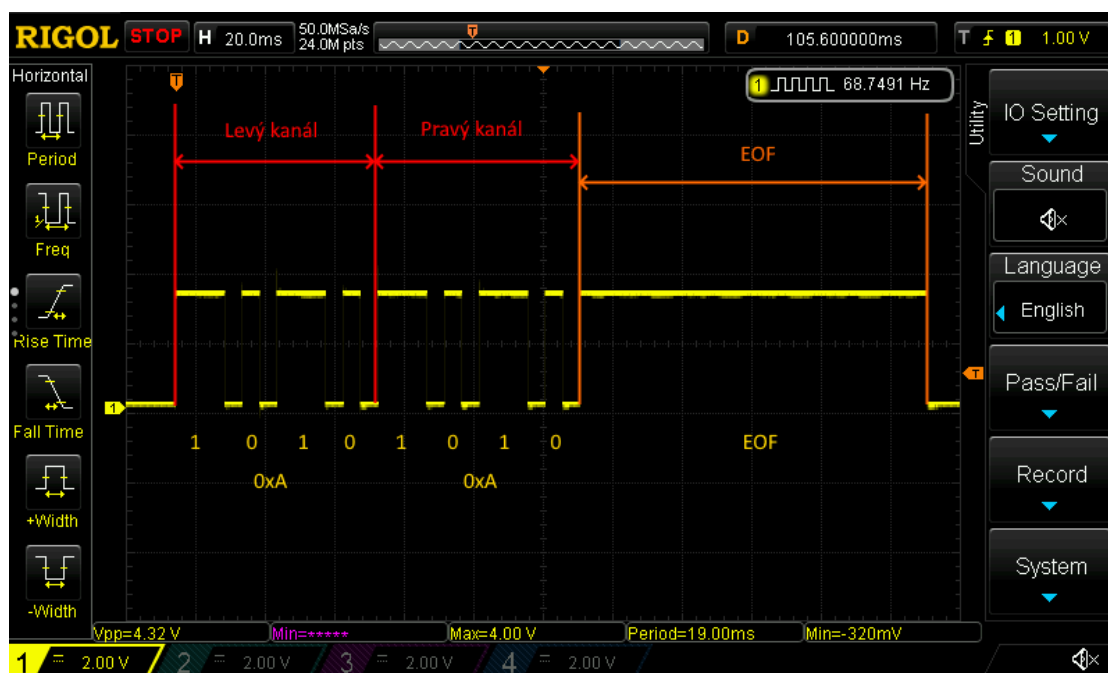 RIGOL STOP H 20.0ms 50.0MSa/s 24.0M pts D 105.600000ms T 1 1.00 V
Horizontal
Period
Freq
Rise Time
Fall Time
+Width
-Width
T
1 68.7491 Hz
Levý kanál Pravý kanál
EOF
T
1
1 0 1 0 1 0 1 0 EOF
0xA 0xA
Utility
IO Setting
Sound
Language
English
Pass/Fail
Record
System
Vpp=4.32 V Min=***** Max=4.00 V Period=19.00ms Min=-320mV
1 = 2.00 V 2 = 2.00 V 3 = 2.00 V 4 = 2.00 V